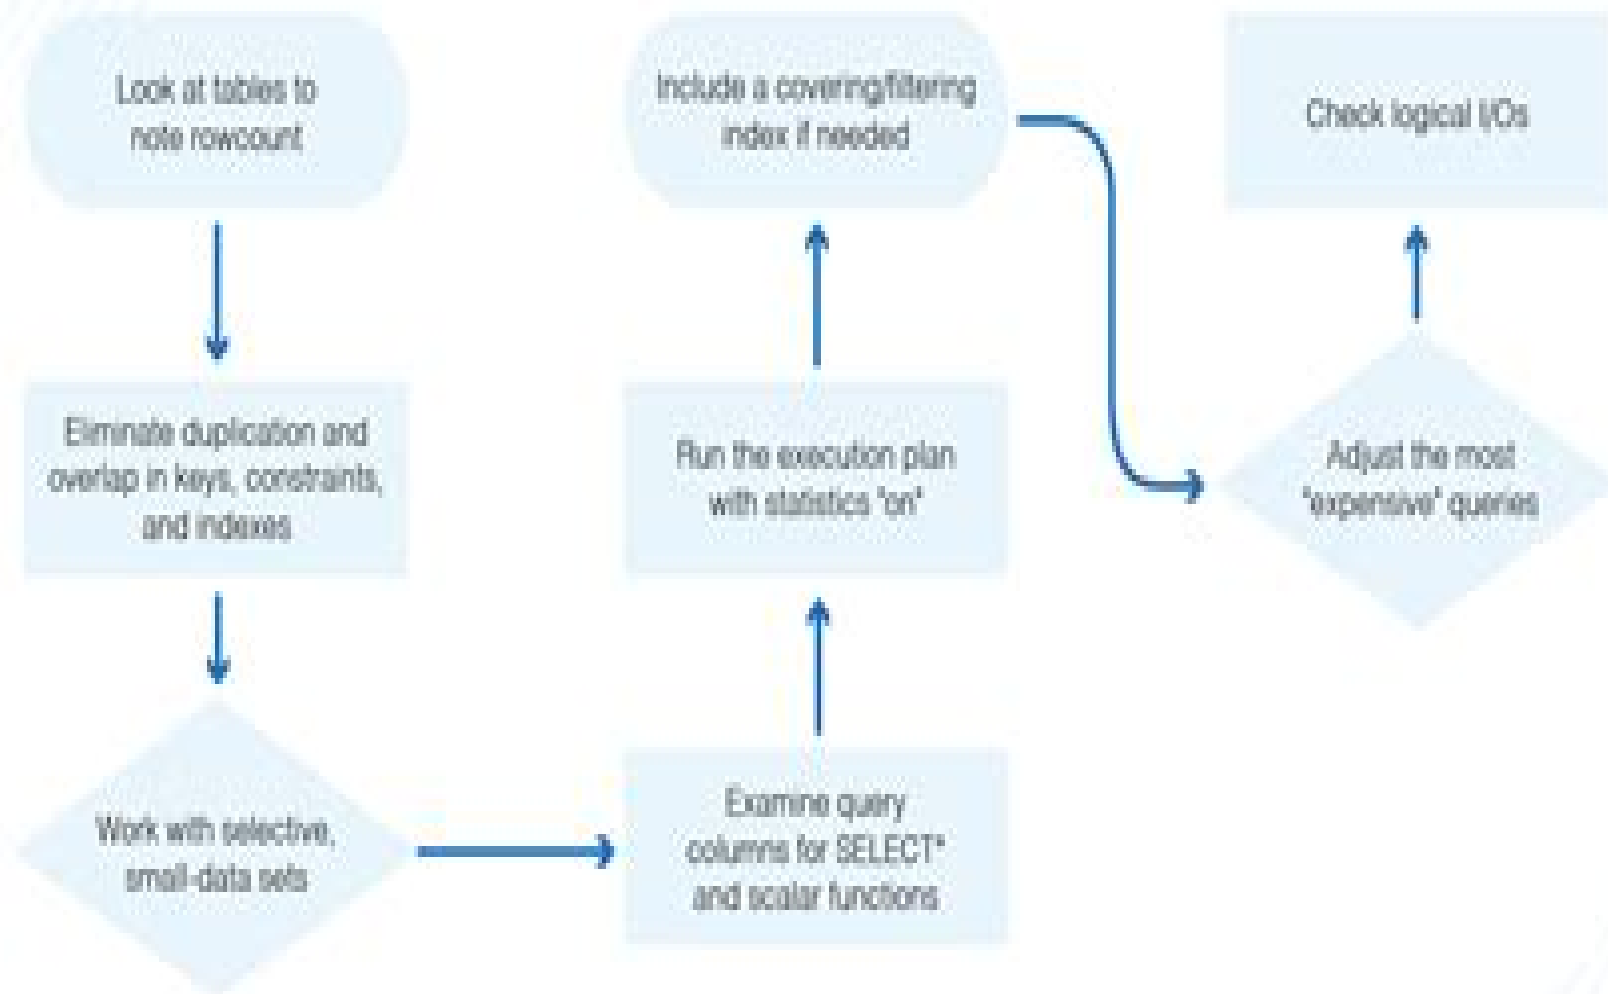 Look at tables to
note rowcount
Eliminate duplication and
overlap in keys, constraints,
and indexes
Work with selective,
small-data sets
Examine query
columns for SELECT*
and scalar functions
Run the execution plan
with statistics "on"
Include a covering/filtering
index if needed
Adjust the most
"expensive" queries
Check logical I/Os